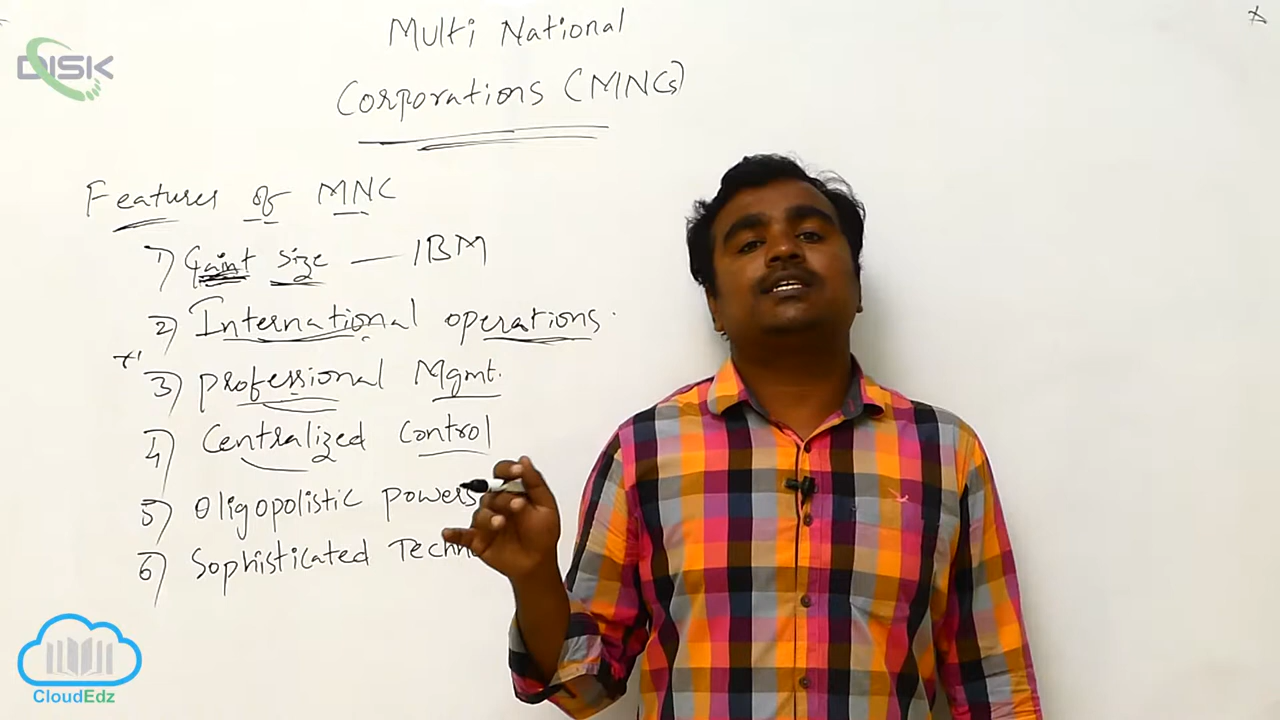 Multi National
Corporations (MNCs)
DISK
Features of MNC
1) Gaint size — IBM
2) International operations.
3) Professional Mgmt.
4) Centralized Control
5) Oligopolistic powers
6) Sophisticated Techn
CloudEdz